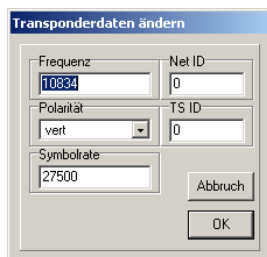 Transponderdaten ändern
Frequenz
Net ID
10834
0
Polarität
TS ID
vert
0
Symbolrate
27500
Abbruch
OK